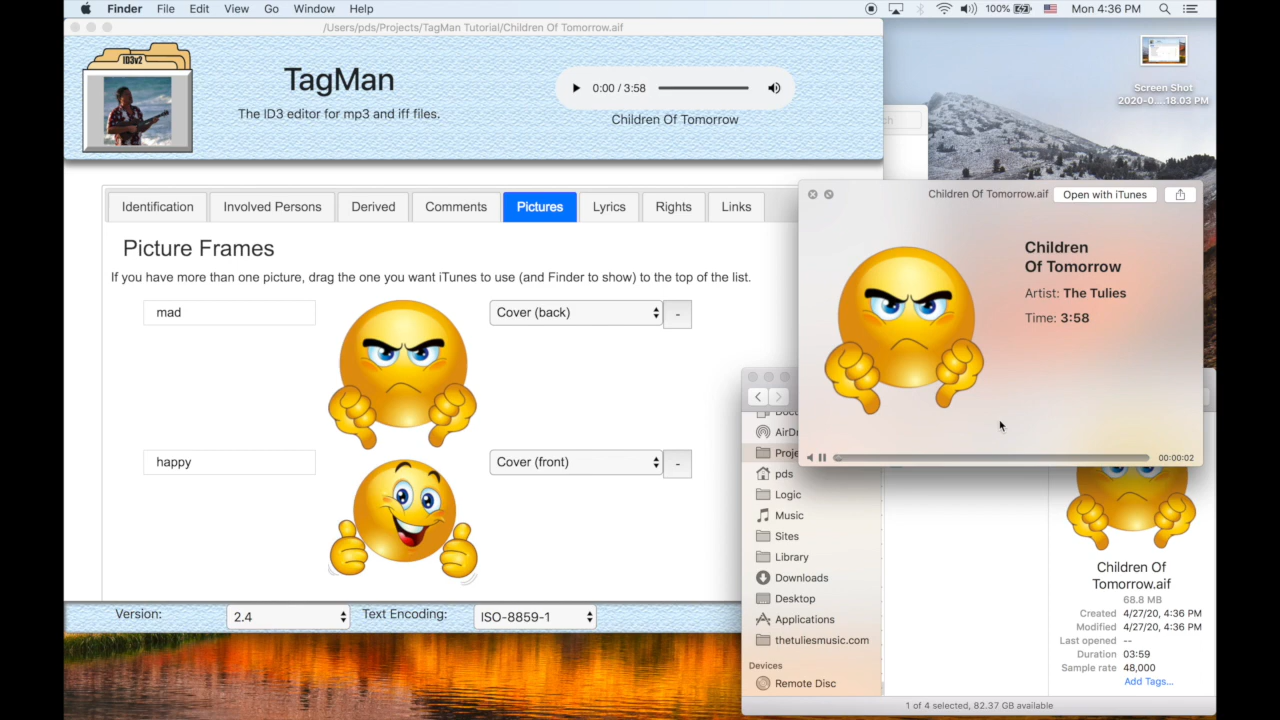 Finder File Edit View Go Window Help
100% Mon 4:36 PM
/Users/pds/Projects/TagMan Tutorial/Children Of Tomorrow.aif
ID3v2
TagMan
The ID3 editor for mp3 and iff files.
0:00 / 3:58
Children Of Tomorrow
Screen Shot
2020-0....18.03 PM
Identification Involved Persons Derived Comments Pictures Lyrics Rights Links
Picture Frames
If you have more than one picture, drag the one you want iTunes to use (and Finder to show) to the top of the list.
mad
Cover (back)
-
happy
Cover (front)
-
Version:
2.4
Text Encoding:
ISO-8859-1
Children Of Tomorrow.aif
Open with iTunes
Children
Of Tomorrow
Artist: The Tulies
Time: 3:58
00:00:02
pds
Logic
Music
Sites
Library
Downloads
Desktop
Applications
thetuliesmusic.com
Devices
Remote Disc
Children Of
Tomorrow.aif
68.8 MB
Created 4/27/20, 4:36 PM
Modified 4/27/20, 4:36 PM
Last opened --
Duration 03:59
Sample rate 48,000
Add Tags...
1 of 4 selected, 82.37 GB available